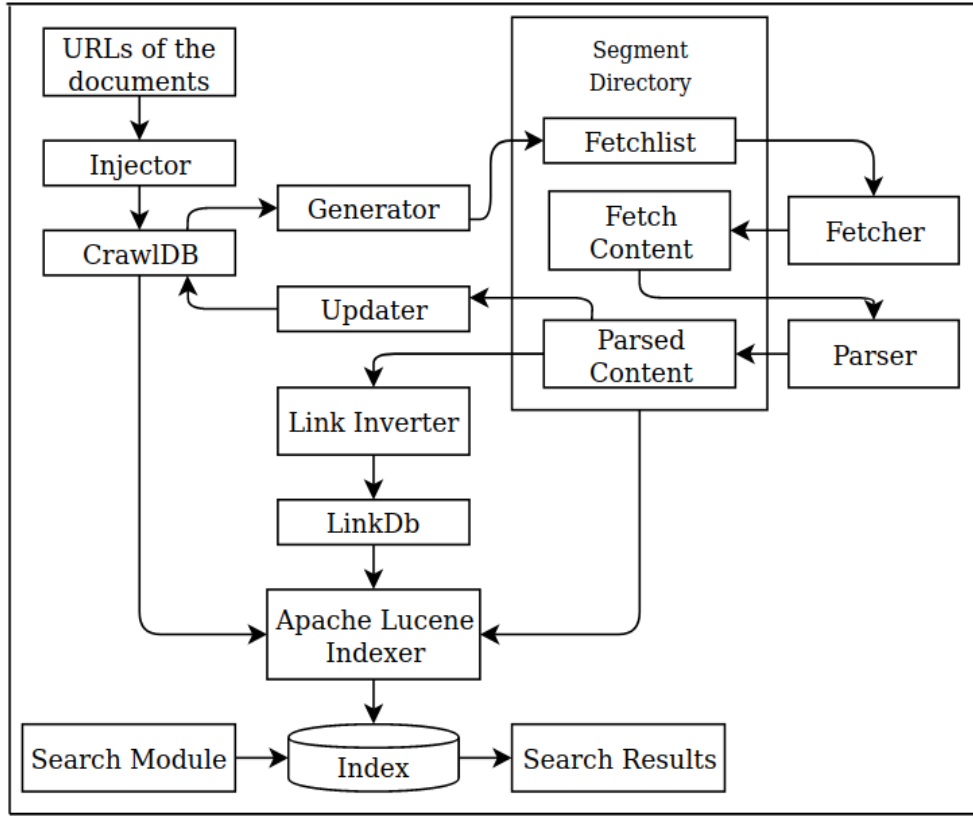 URLs of the
documents
Segment
Directory
Injector
Fetchlist
Generator
Fetch
Content
Fetcher
CrawlDB
Updater
Parsed
Content
Parser
Link Inverter
LinkDb
Apache Lucene
Indexer
Search Module
Index
Search Results